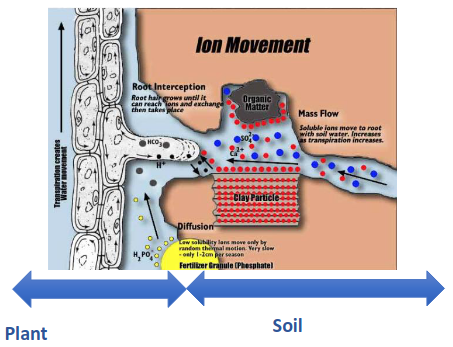 Ion Movement
Root Interception
Root hair grows until it
can reach ions and exchange
then takes place
Organic
Matter
Mass Flow
Soluble ions move to root
with soil water. Increases
as transpiration increases.
Transpiration creates
Water movement
HCO3
H+
SO4
Ca2+
Clay Particle
Diffusion
Low solubility ions move only by
random thermal motion. Very slow
- only 1-2cm per season
H2PO4
Fertilizer Granule (Phosphate)
Plant
Soil